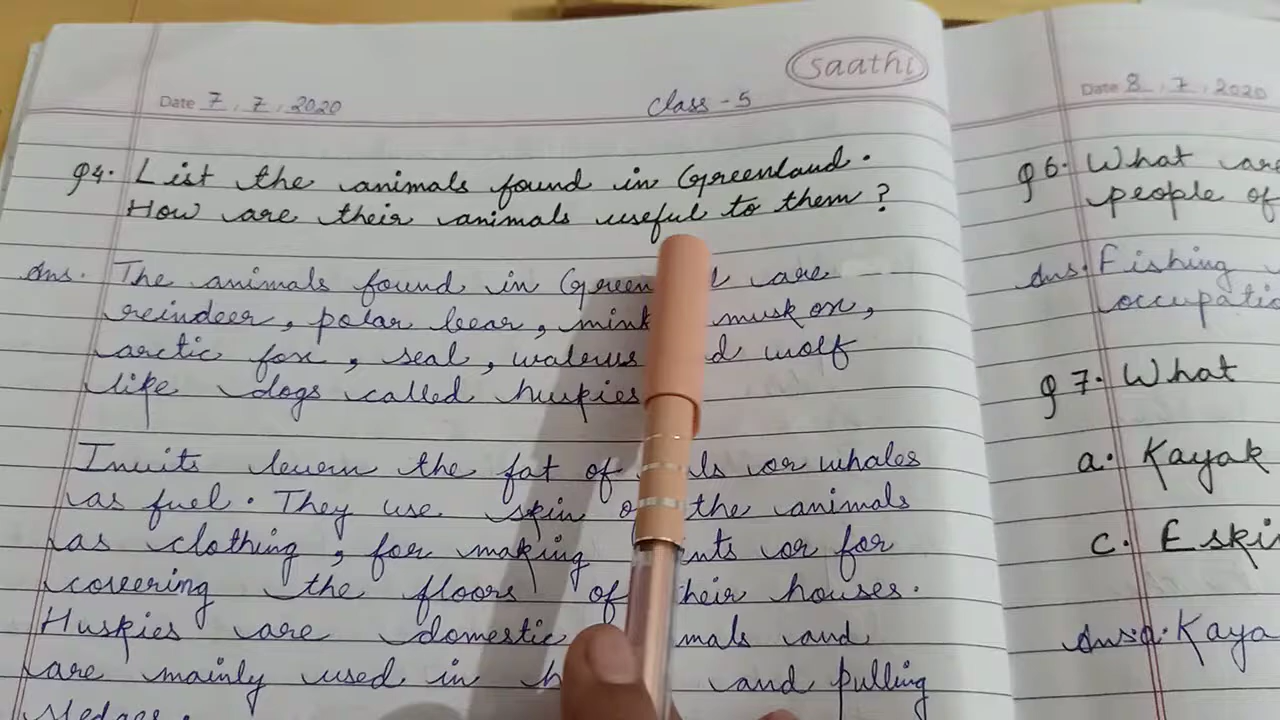 saathi
Date 7, 7, 2020
Class - 5
Q4. List the animals found in Greenland.
How are their animals useful to them?
Ans. The animals found in Green are
reindeer, polar bear, mink musk ox,
arctic fox, seal, walrus wolf
like dogs called huskies
Inuits burn the fat of or whales
as fuel. They use skin the animals
as clothing, for making or for
covering the floors of their houses.
Huskies are domestic and
are mainly used in and pulling
sledges.
Date 8, 7, 2020
Q6. What are
people of
Ans. Fishing
Q7. What
a. Kayak
c.
Ans. a.